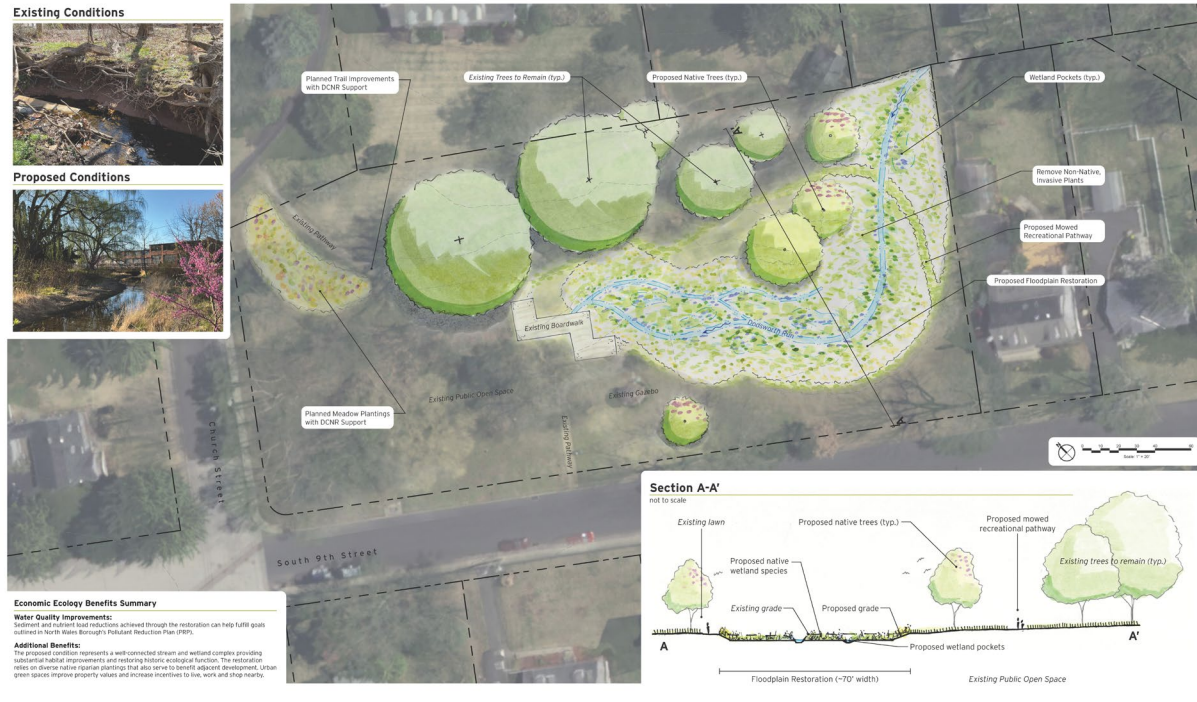 Existing Conditions
Proposed Conditions
Planned Trail Improvements
with DCNR Support
Existing Trees to Remain (typ.)
Proposed Native Trees (typ.)
Wetland Pockets (typ.)
Remove Non-Native,
Invasive Plants
Proposed Mowed
Recreational Pathway
Proposed Floodplain Restoration
Existing Pathway
Existing Boardwalk
Dodsworth Run
Existing Public Open Space
Existing Gazebo
Existing Pathway
Planned Meadow Plantings
with DCNR Support
Church Street
South 9th Street
A
A'
Section A-A'
not to scale
Existing lawn
Proposed native trees (typ.)
Proposed mowed
recreational pathway
Proposed native
wetland species
Existing trees to remain (typ.)
Existing grade
Proposed grade
A
A'
Proposed wetland pockets
Floodplain Restoration (~70' width)
Existing Public Open Space
Economic Ecology Benefits Summary
Water Quality Improvements:
Sediment and nutrient load reductions achieved through the restoration can help fulfill goals
outlined in North Wales Borough's Pollutant Reduction Plan (PRP).
Additional Benefits:
The proposed condition represents a well-connected stream and wetland complex providing
substantial habitat improvements and restoring historic ecological function. The restoration
relies on diverse native riparian plantings that also serve to benefit adjacent development. Urban
green spaces improve property values and increase incentives to live, work and shop nearby.